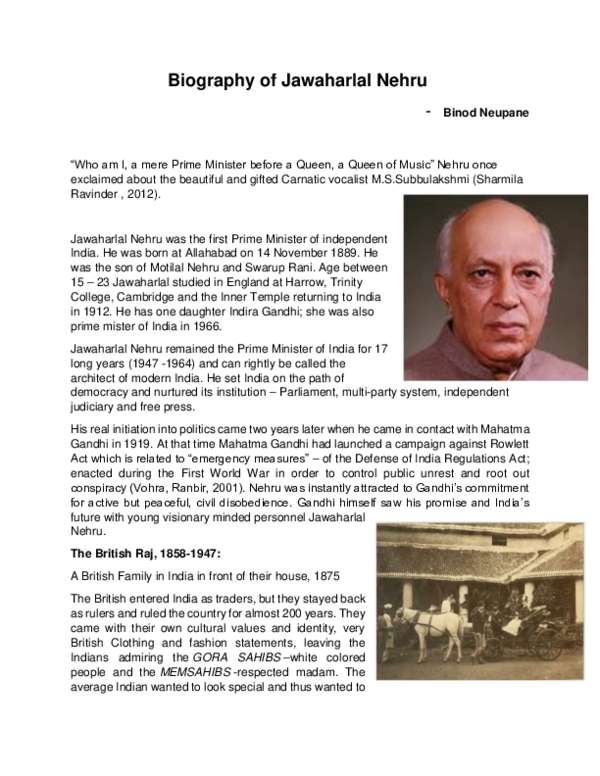 Biography of Jawaharlal Nehru
- Binod Neupane
“Who am I, a mere Prime Minister before a Queen, a Queen of Music” Nehru once
exclaimed about the beautiful and gifted Carnatic vocalist M.S.Subbulakshmi (Sharmila
Ravinder , 2012).
Jawaharlal Nehru was the first Prime Minister of independent
India. He was born at Allahabad on 14 November 1889. He
was the son of Motilal Nehru and Swarup Rani. Age between
15 – 23 Jawaharlal studied in England at Harrow, Trinity
College, Cambridge and the Inner Temple returning to India
in 1912. He has one daughter Indira Gandhi; she was also
prime mister of India in 1966.
Jawaharlal Nehru remained the Prime Minister of India for 17
long years (1947 -1964) and can rightly be called the
architect of modern India. He set India on the path of
democracy and nurtured its institution – Parliament, multi-party system, independent
judiciary and free press.
His real initiation into politics came two years later when he came in contact with Mahatma
Gandhi in 1919. At that time Mahatma Gandhi had launched a campaign against Rowlett
Act which is related to “emergency measures” – of the Defense of India Regulations Act;
enacted during the First World War in order to control public unrest and root out
conspiracy (Vohra, Ranbir, 2001). Nehru was instantly attracted to Gandhi’s commitment
for active but peaceful, civil disobedience. Gandhi himself saw his promise and India’s
future with young visionary minded personnel Jawaharlal
Nehru.
The British Raj, 1858-1947:
A British Family in India in front of their house, 1875
The British entered India as traders, but they stayed back
as rulers and ruled the country for almost 200 years. They
came with their own cultural values and identity, very
British Clothing and fashion statements, leaving the
Indians admiring the GORA SAHIBS –white colored
people and the MEMSAHIBS -respected madam. The
average Indian wanted to look special and thus wanted to